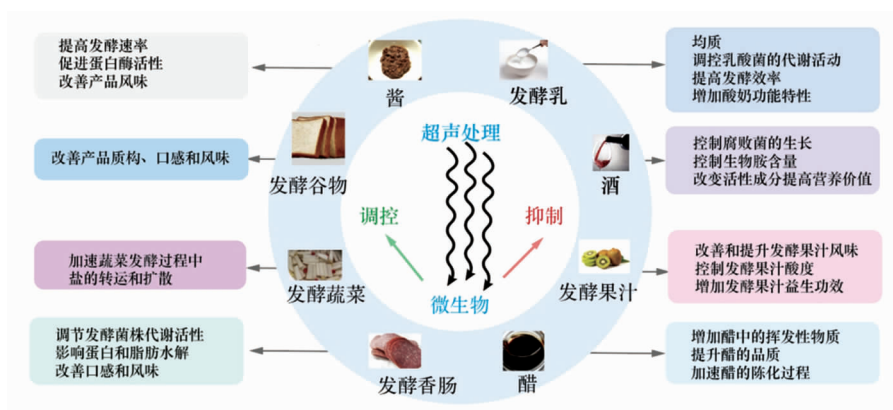 提高发酵速率
促进蛋白酶活性
改善产品风味
酱
发酵乳
均质
调控乳酸菌的代谢活动
提高发酵效率
增加酸奶功能特性
改善产品质构、口感和风味
发酵谷物
超声处理
酒
控制腐败菌的生长
控制生物胺含量
改变活性成分提高营养价值
调控
抑制
加速蔬菜发酵过程中
盐的转运和扩散
发酵蔬菜
微生物
发酵果汁
改善和提升发酵果汁风味
控制发酵果汁酸度
增加发酵果汁益生功效
调节发酵菌株代谢活性
影响蛋白和脂肪水解
改善口感和风味
发酵香肠
醋
增加醋中的挥发性物质
提升醋的品质
加速醋的陈化过程